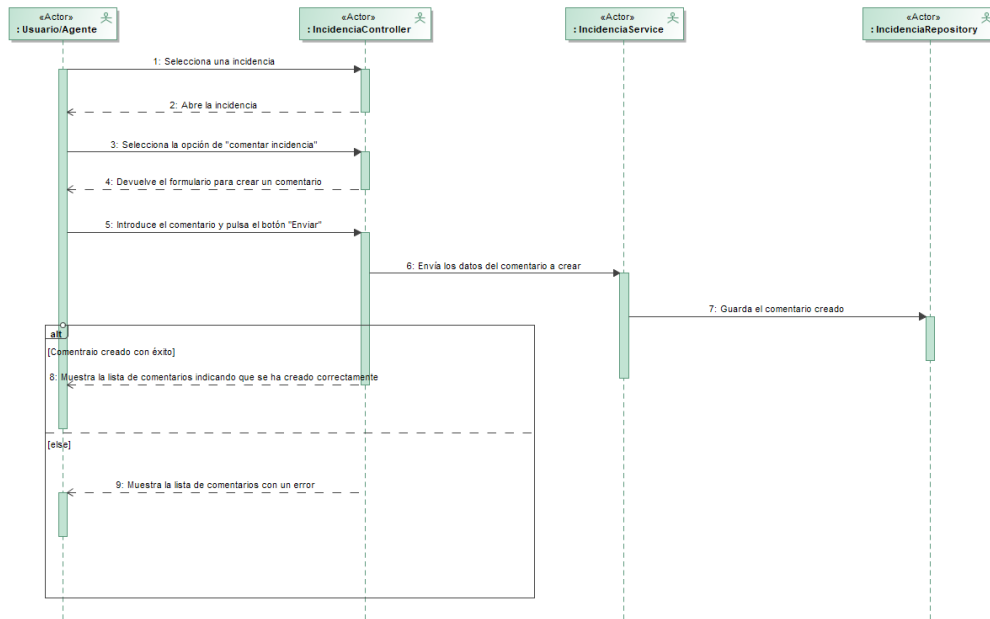 «Actor»
: Usuario/Agente
«Actor»
: IncidenciaController
«Actor»
: IncidenciaService
«Actor»
: IncidenciaRepository
1: Selecciona una incidencia
2: Abre la incidencia
3: Selecciona la opción de "comentar incidencia"
4: Devuelve el formulario para crear un comentario
5: Introduce el comentario y pulsa el botón "Enviar"
6: Envía los datos del comentario a crear
7: Guarda el comentario creado
alt
[Comentraio creado con éxito]
8: Muestra la lista de comentarios indicando que se ha creado correctamente
[else]
9: Muestra la lista de comentarios con un error